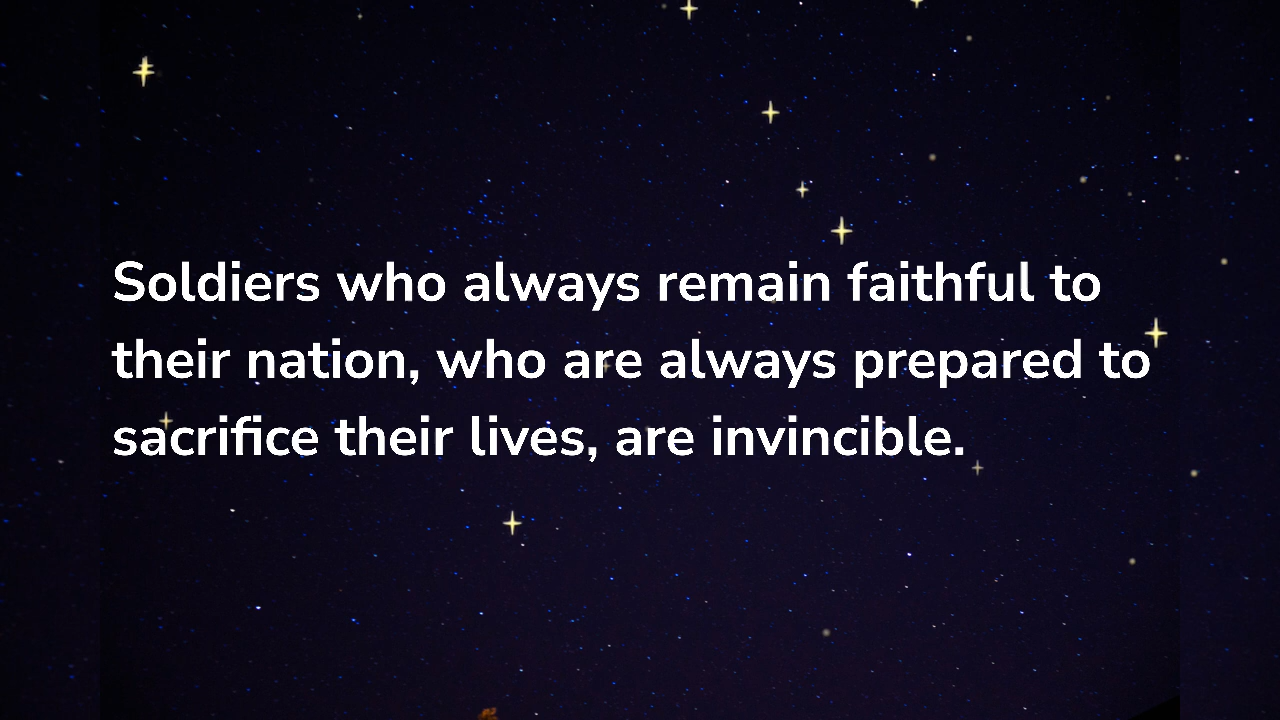 Soldiers who always remain faithful to
their nation, who are always prepared to
sacrifice their lives, are invincible.